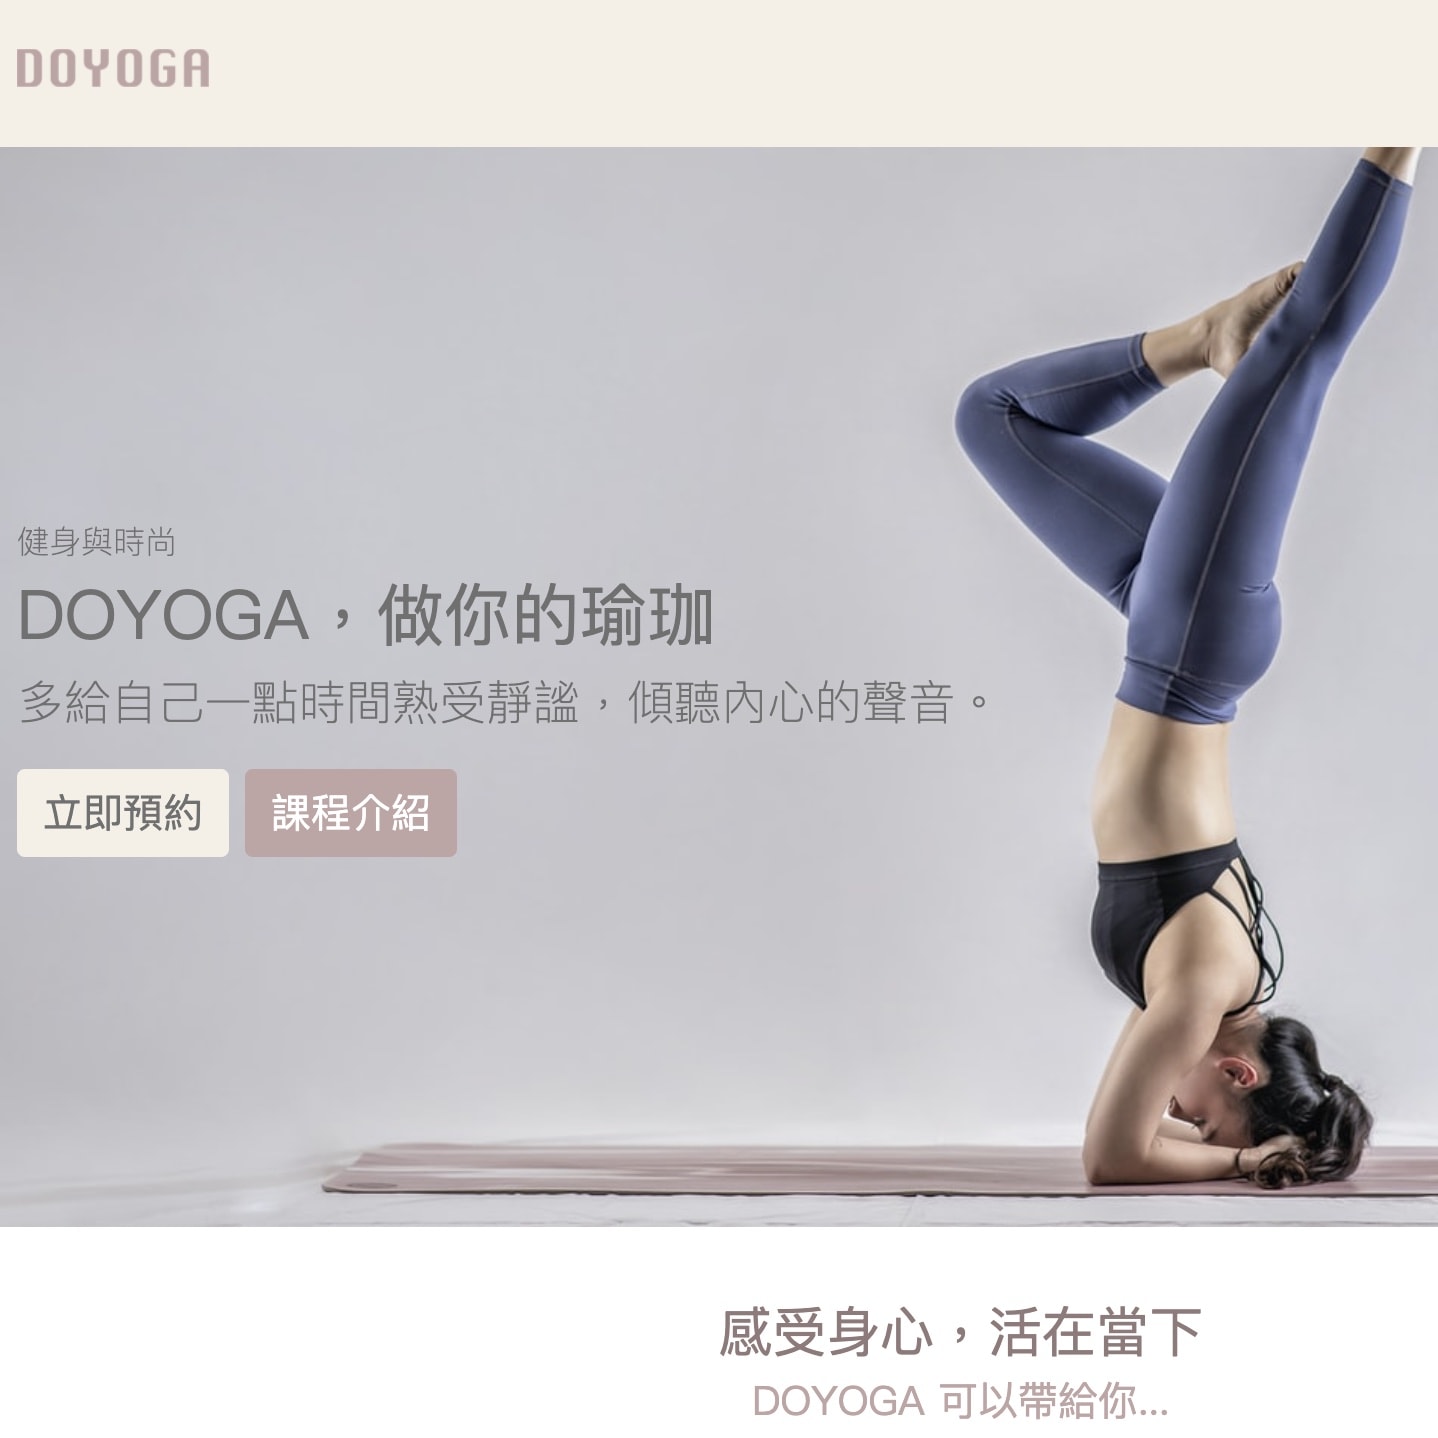 DOYOGA
健身與時尚
DOYOGA，做你的瑜珈
多給自己一點時間熟受靜謐，傾聽內心的聲音。
立即預約
課程介紹
感受身心，活在當下
DOYOGA 可以帶給你...